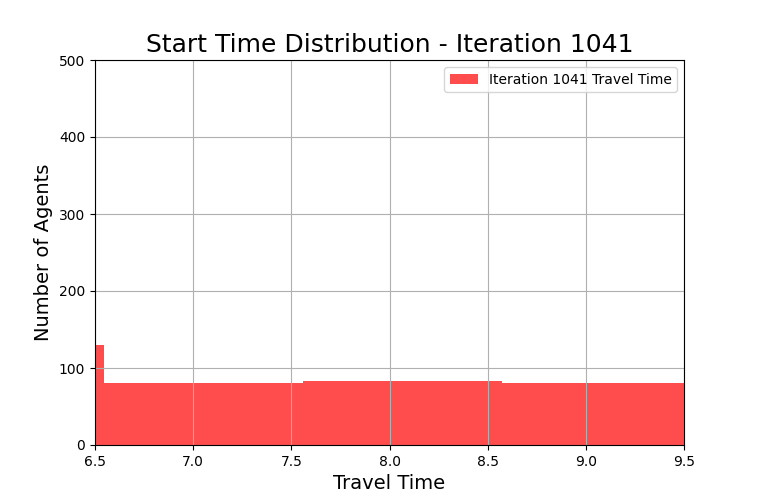 Start Time Distribution - Iteration 1041
Iteration 1041 Travel Time
Number of Agents
500
400
300
200
100
0
6.5 7.0 7.5 8.0 8.5 9.0 9.5
Travel Time